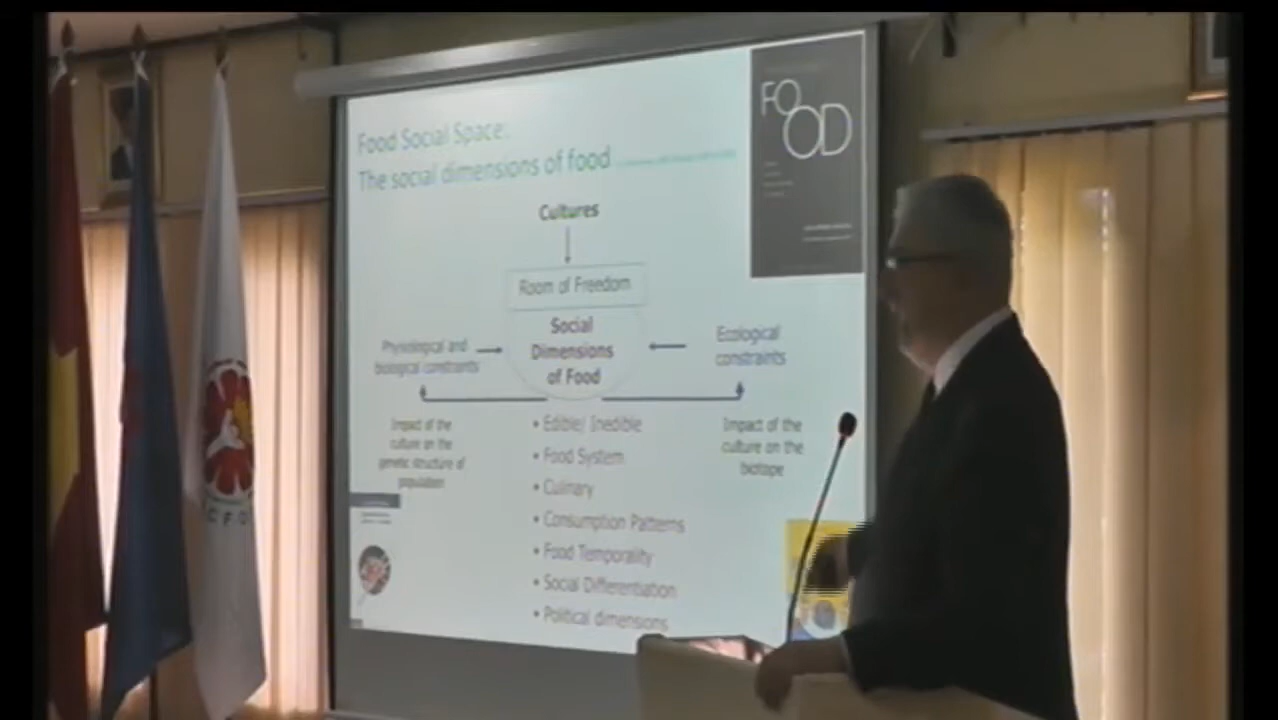 Food Social Space:
The social dimensions of food
FOOD
Cultures
Room of Freedom
Social
Dimensions
of Food
Physiological and
biological constraints
Ecological
constraints
Impact of the
culture on the
genetic structure of
population
Impact of the
culture on the
biotope
• Edible/ Inedible
• Food System
• Culinary
• Consumption Patterns
• Food Temporality
• Social Differentiation
• Political dimensions